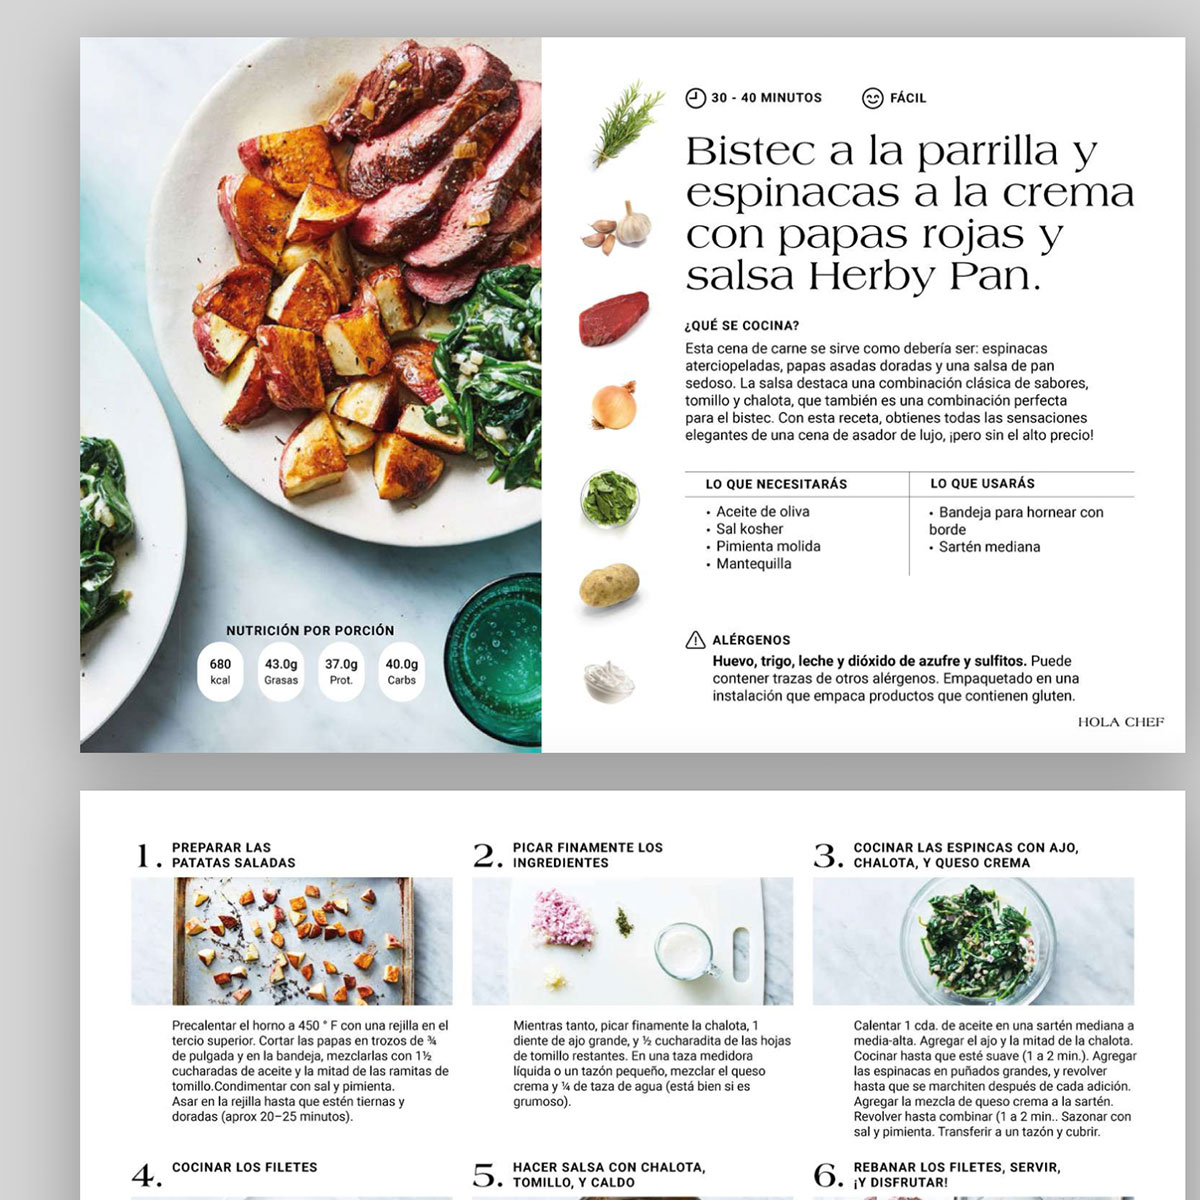 30 - 40 MINUTOS
FÁCIL
Bistec a la parrilla y
espinacas a la crema
con papas rojas y
salsa Herby Pan.
¿QUÉ SE COCINA?
Esta cena de carne se sirve como debería ser: espinacas
aterciopeladas, papas asadas doradas y una salsa de pan
sedoso. La salsa destaca una combinación clásica de sabores,
tomillo y chalota, que también es una combinación perfecta
para el bistec. Con esta receta, obtienes todas las sensaciones
elegantes de una cena de asador de lujo, ¡pero sin el alto precio!
LO QUE NECESITARÁS
• Aceite de oliva
• Sal kosher
• Pimienta molida
• Mantequilla
LO QUE USARÁS
• Bandeja para hornear con
borde
• Sartén mediana
NUTRICIÓN POR PORCIÓN
680
kcal
43.0g
Grasas
37.0g
Prot.
40.0g
Carbs
ALÉRGENOS
Huevo, trigo, leche y dióxido de azufre y sulfitos. Puede
contener trazas de otros alérgenos. Empaquetado en una
instalación que empaca productos que contienen gluten.
HOLA CHEF
1. PREPARAR LAS
PATATAS SALADAS
Precalentar el horno a 450 ° F con una rejilla en el
tercio superior. Cortar las papas en trozos de ¾
de pulgada y en la bandeja, mezclarlas con 1½
cucharadas de aceite y la mitad de las ramitas de
tomillo.Condimentar con sal y pimienta.
Asar en la rejilla hasta que estén tiernas y
doradas (aprox 20–25 minutos).
2. PICAR FINAMENTE LOS
INGREDIENTES
Mientras tanto, picar finamente la chalota, 1
diente de ajo grande, y ½ cucharadita de las hojas
de tomillo restantes. En una taza medidora
líquida o un tazón pequeño, mezclar el queso
crema y ¼ de taza de agua (está bien si es
grumoso).
3. COCINAR LAS ESPINCAS CON AJO,
CHALOTA, Y QUESO CREMA
Calentar 1 cda. de aceite en una sartén mediana a
media-alta. Agregar el ajo y la mitad de la chalota.
Cocinar hasta que esté suave (1 a 2 min.). Agregar
las espinacas en puñados grandes, y revolver
hasta que se marchiten después de cada adición.
Agregar la mezcla de queso crema a la sartén.
Revolver hasta combinar (1 a 2 min.. Sazonar con
sal y pimienta. Transferir a un tazón y cubrir.
4. COCINAR LOS FILETES
5. HACER SALSA CON CHALOTA,
TOMILLO, Y CALDO
6. REBANAR LOS FILETES, SERVIR,
¡Y DISFRUTAR!